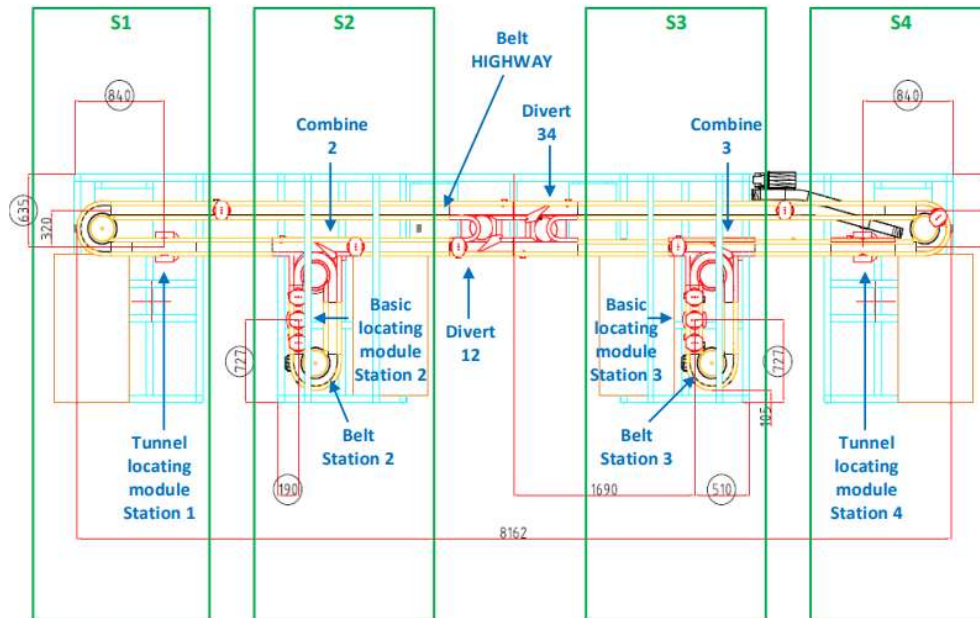 S1
S2
S3
S4
Belt
HIGHWAY
840
Combine
2
Divert
34
Combine
3
840
635
320
Basic
locating
module
Station 2
Divert
12
Basic
locating
module
Station 3
727
727
105
Tunnel
locating
module
Station 1
Belt
Station 2
Belt
Station 3
Tunnel
locating
module
Station 4
190
1690
510
8162